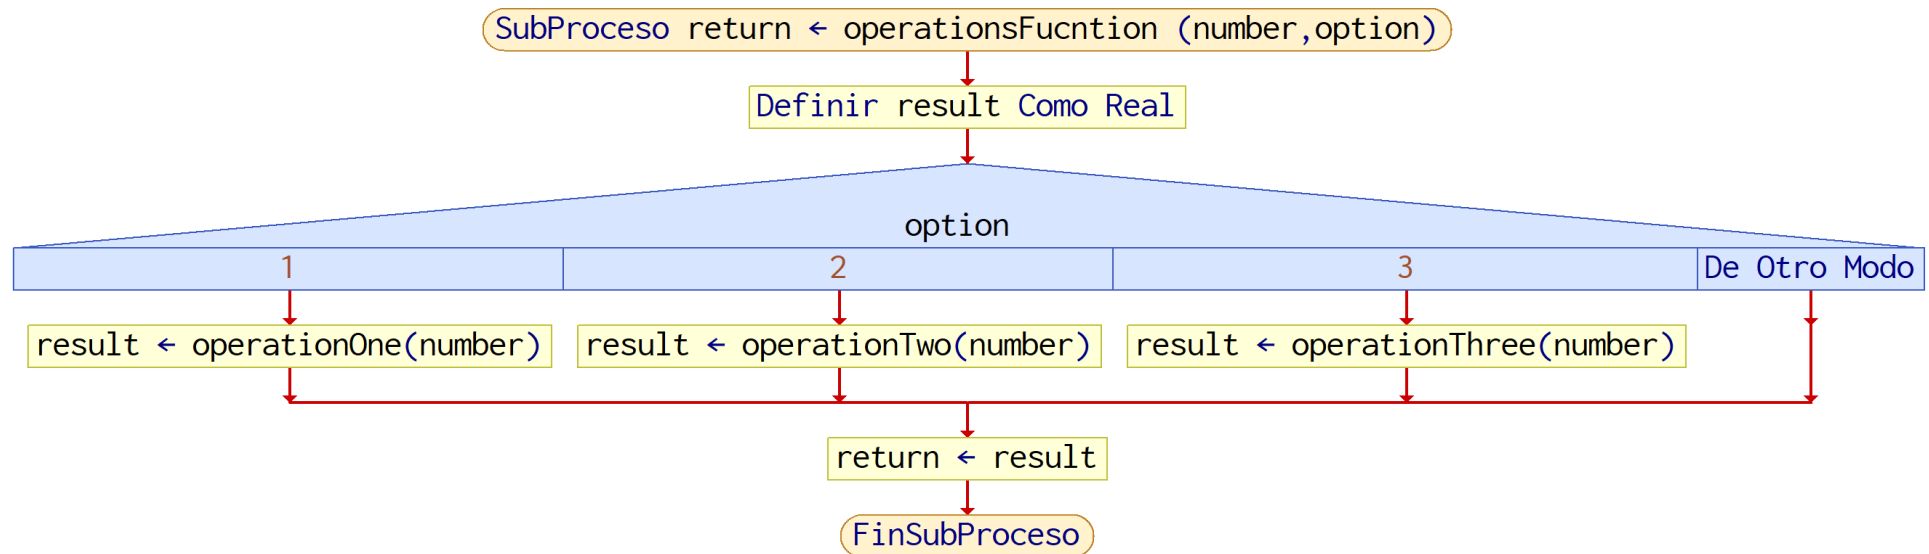 SubProceso return ← operationsFucntion (number,option)
Definir result Como Real
option
1 2 3 De Otro Modo
result ← operationOne(number) result ← operationTwo(number) result ← operationThree(number)
return ← result
FinSubProceso